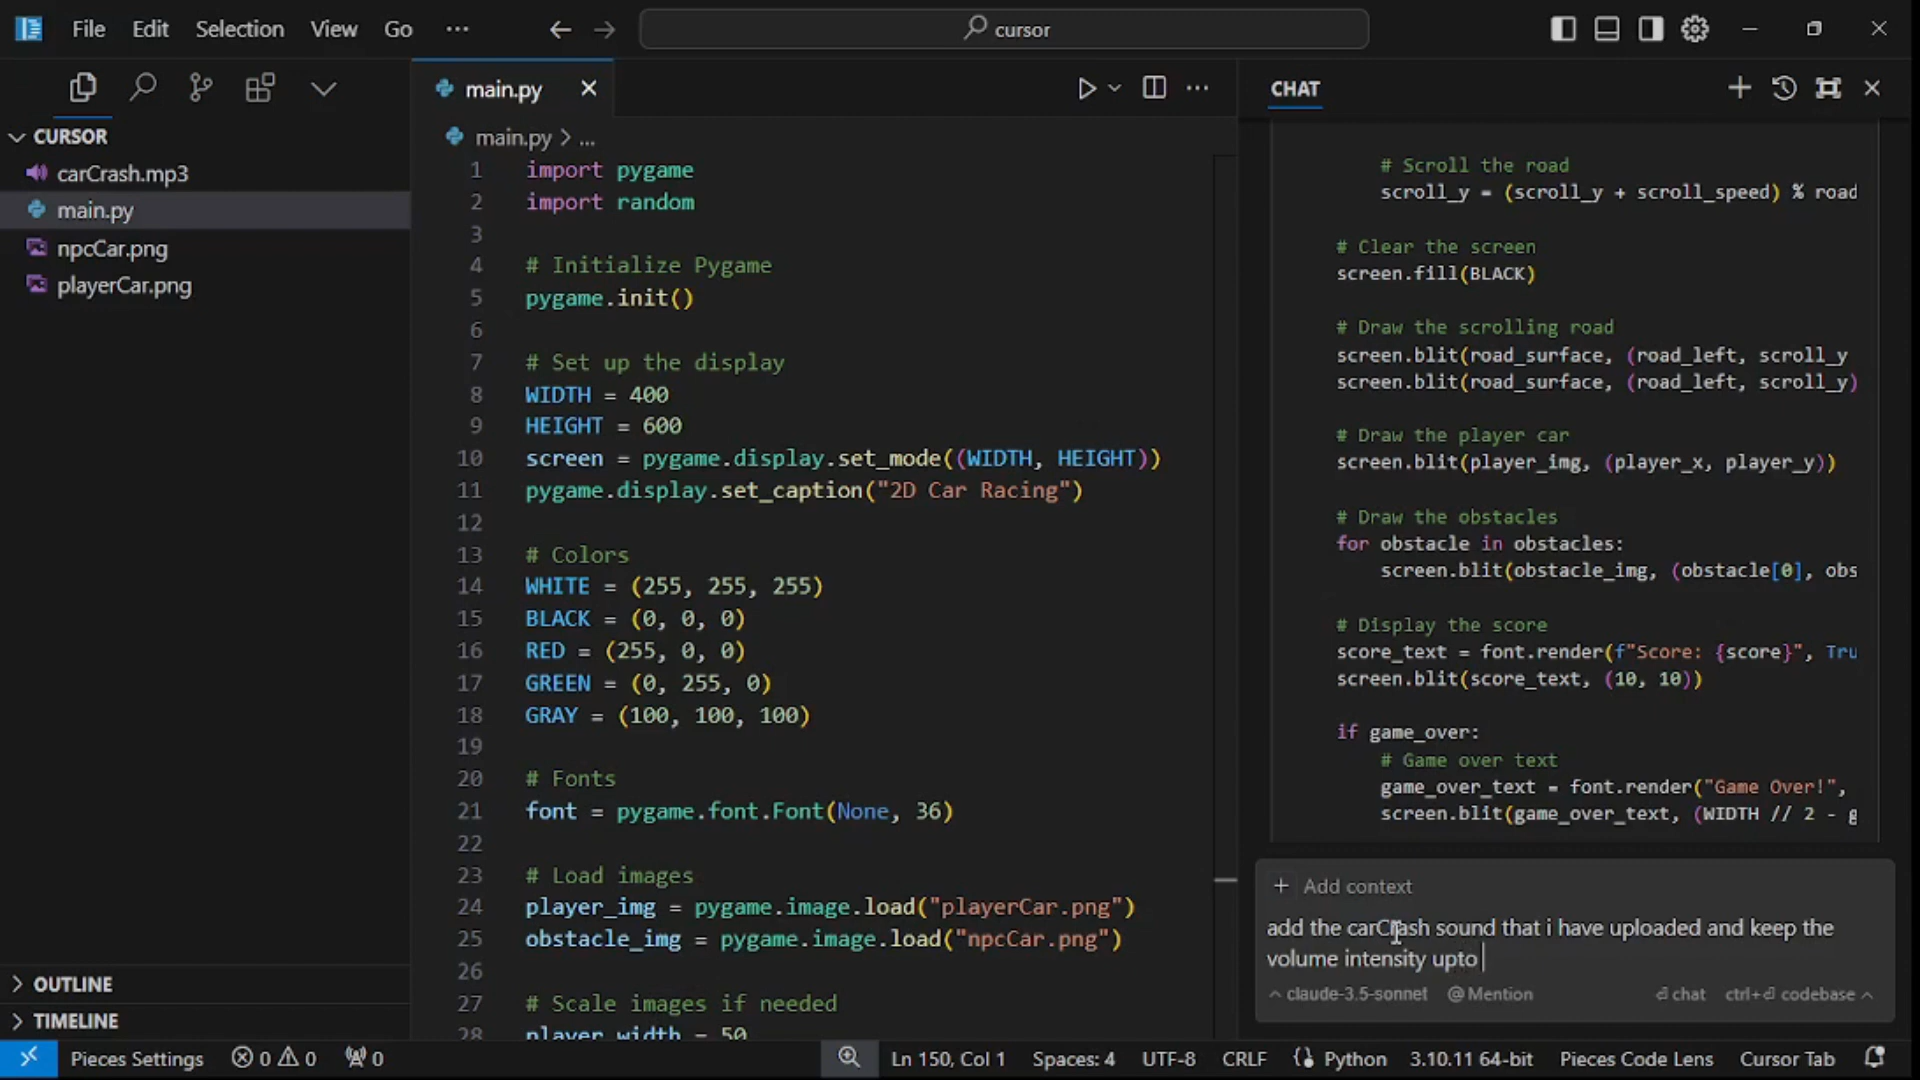 File Edit Selection View Go ··· cursor
CURSOR
carCrash.mp3
main.py
npcCar.png
playerCar.png
OUTLINE
TIMELINE
main.py
main.py > ...
1 import pygame
2 import random
3
4 # Initialize Pygame
5 pygame.init()
6
7 # Set up the display
8 WIDTH = 400
9 HEIGHT = 600
10 screen = pygame.display.set_mode((WIDTH, HEIGHT))
11 pygame.display.set_caption("2D Car Racing")
12
13 # Colors
14 WHITE = (255, 255, 255)
15 BLACK = (0, 0, 0)
16 RED = (255, 0, 0)
17 GREEN = (0, 255, 0)
18 GRAY = (100, 100, 100)
19
20 # Fonts
21 font = pygame.font.Font(None, 36)
22
23 # Load images
24 player_img = pygame.image.load("playerCar.png")
25 obstacle_img = pygame.image.load("npcCar.png")
26
27 # Scale images if needed
28 player_width = 50
CHAT
# Scroll the road
scroll_y = (scroll_y + scroll_speed) % road
# Clear the screen
screen.fill(BLACK)
# Draw the scrolling road
screen.blit(road_surface, (road_left, scroll_y
screen.blit(road_surface, (road_left, scroll_y)
# Draw the player car
screen.blit(player_img, (player_x, player_y))
# Draw the obstacles
for obstacle in obstacles:
screen.blit(obstacle_img, (obstacle[0], obs
# Display the score
score_text = font.render(f"Score: {score}", Tru
screen.blit(score_text, (10, 10))
if game_over:
# Game over text
game_over_text = font.render("Game Over!",
screen.blit(game_over_text, (WIDTH // 2 - g
+ Add context
add the carCrash sound that i have uploaded and keep the
volume intensity upto
^ claude-3.5-sonnet @ Mention ⏎ chat ctrl+⏎ codebase ^
Pieces Settings 0 0 0 Ln 150, Col 1 Spaces: 4 UTF-8 CRLF Python 3.10.11 64-bit Pieces Code Lens Cursor Tab